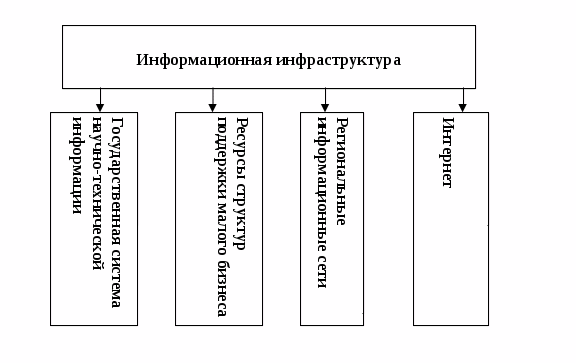 Информационная инфраструктура
Государственная система
научно-технической
информации
Ресурсы структур
поддержки малого бизнеса
Региональные
информационные сети
Интернет